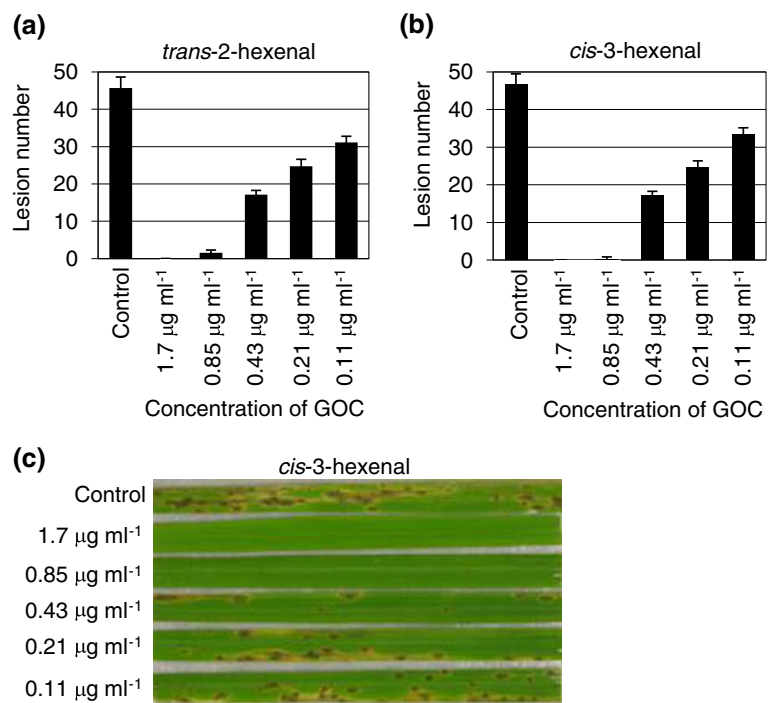 (a)
trans-2-hexenal
Lesion number
50
40
30
20
10
0
Control
1.7 μg ml-1
0.85 μg ml-1
0.43 μg ml-1
0.21 μg ml-1
0.11 μg ml-1
Concentration of GOC
(b)
cis-3-hexenal
Lesion number
50
40
30
20
10
0
Control
1.7 μg ml-1
0.85 μg ml-1
0.43 μg ml-1
0.21 μg ml-1
0.11 μg ml-1
Concentration of GOC
(c)
cis-3-hexenal
Control
1.7 μg ml-1
0.85 μg ml-1
0.43 μg ml-1
0.21 μg ml-1
0.11 μg ml-1